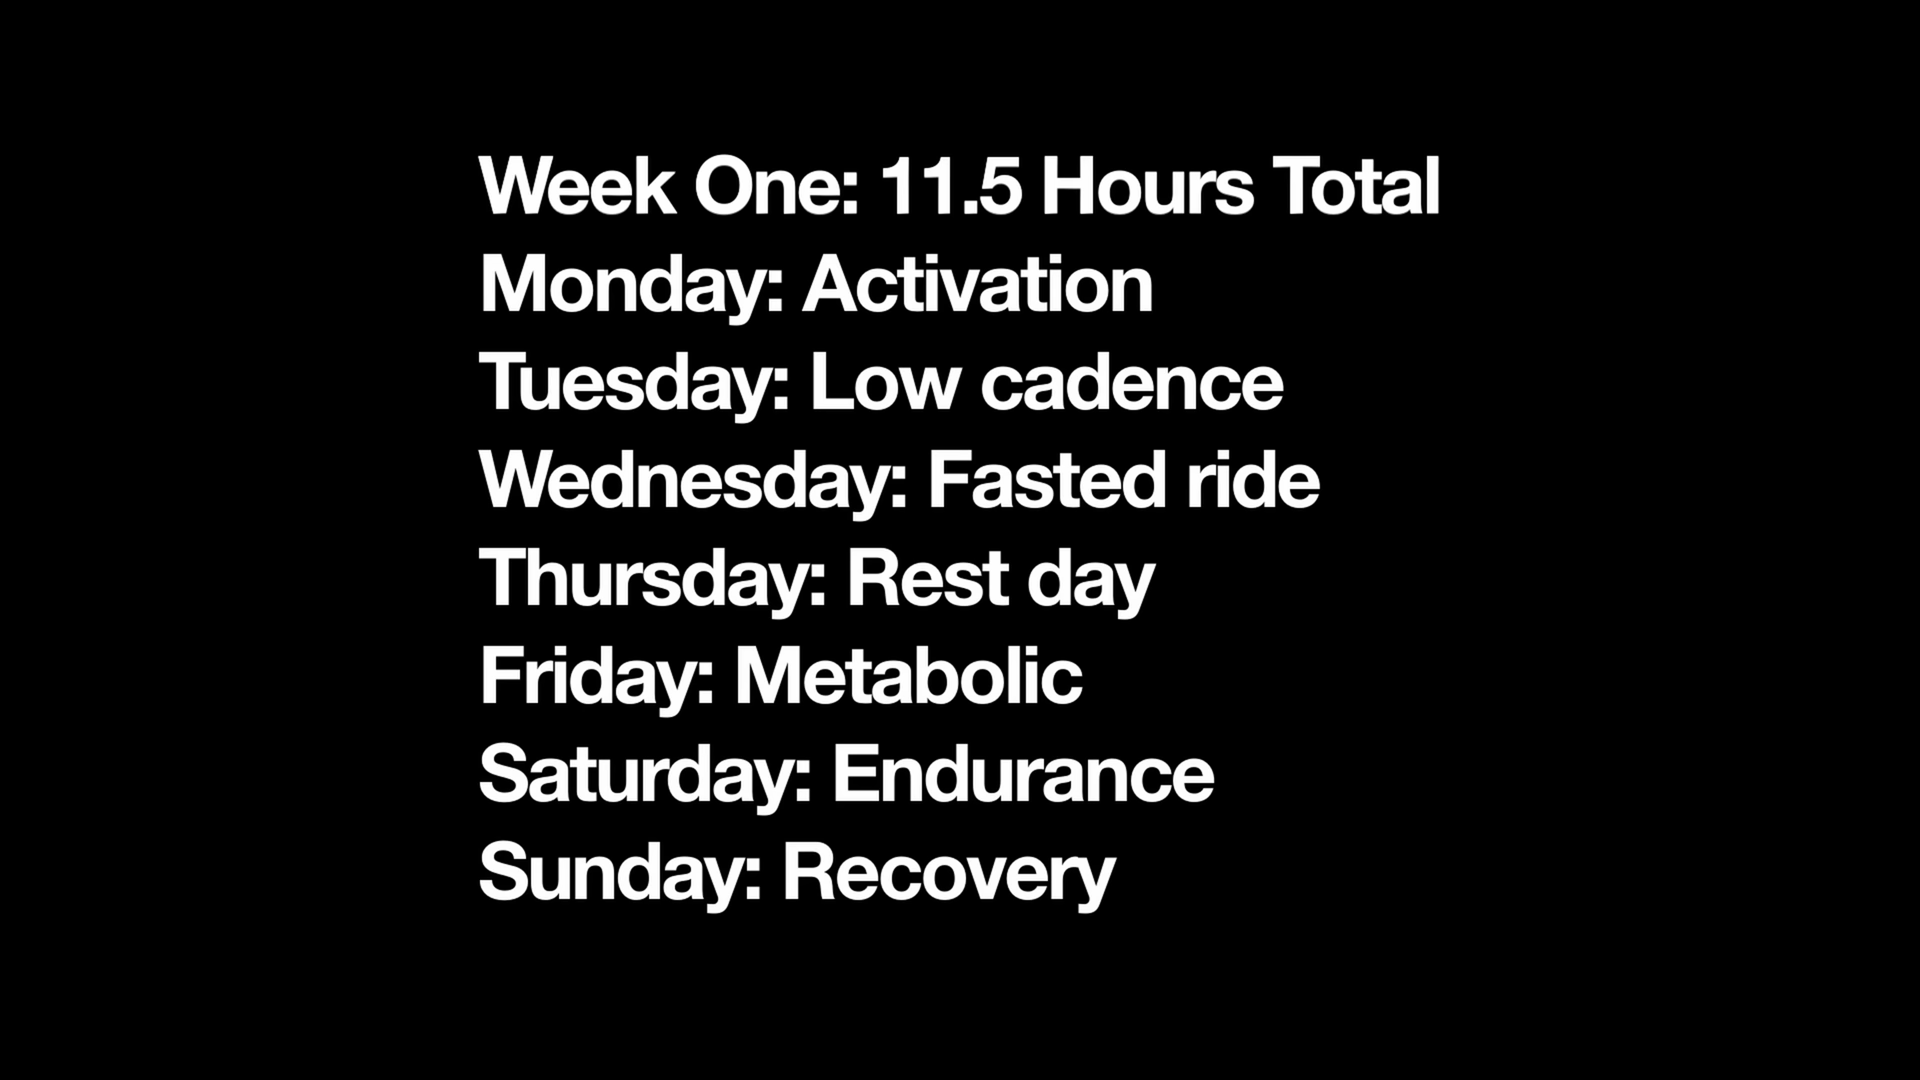 Week One: 11.5 Hours Total
Monday: Activation
Tuesday: Low cadence
Wednesday: Fasted ride
Thursday: Rest day
Friday: Metabolic
Saturday: Endurance
Sunday: Recovery